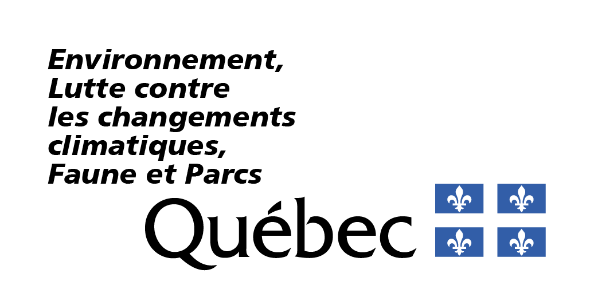 Environnement,
Lutte contre
les changements
climatiques,
Faune et Parcs
Québec